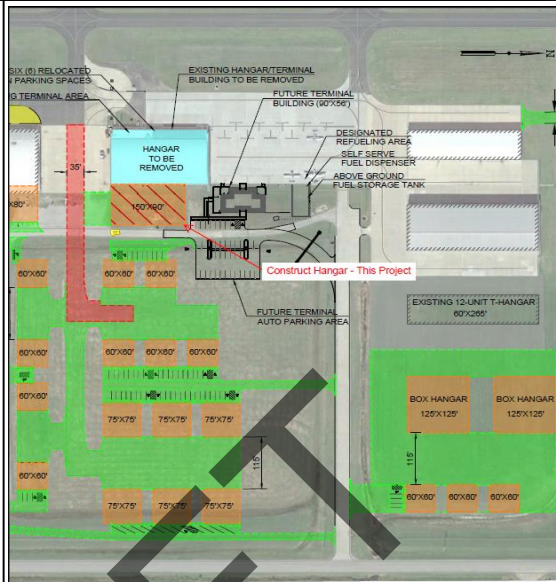 SIX (6) RELOCATED
PARKING SPACES
EXISTING HANGAR/TERMINAL
BUILDING TO BE REMOVED
TERMINAL AREA
FUTURE TERMINAL
BUILDING (90'X56')
HANGAR
TO BE
REMOVED
DESIGNATED
REFUELING AREA
SELF SERVE
FUEL DISPENSER
ABOVE GROUND
FUEL STORAGE TANK
35'
150'X90'
Construct Hangar - This Project
60'X60'
60'X60'
60'X60'
EXISTING 12-UNIT T-HANGAR
60'X265'
FUTURE TERMINAL
AUTO PARKING AREA
60'X60'
60'X60'
60'X60'
60'X60'
60'X60'
BOX HANGAR
125'X125'
BOX HANGAR
125'X125'
75'X75'
75'X75'
75'X75'
115'
115'
60'X60'
75'X75'
75'X75'
75'X75'
60'X60'
60'X60'
60'X60'